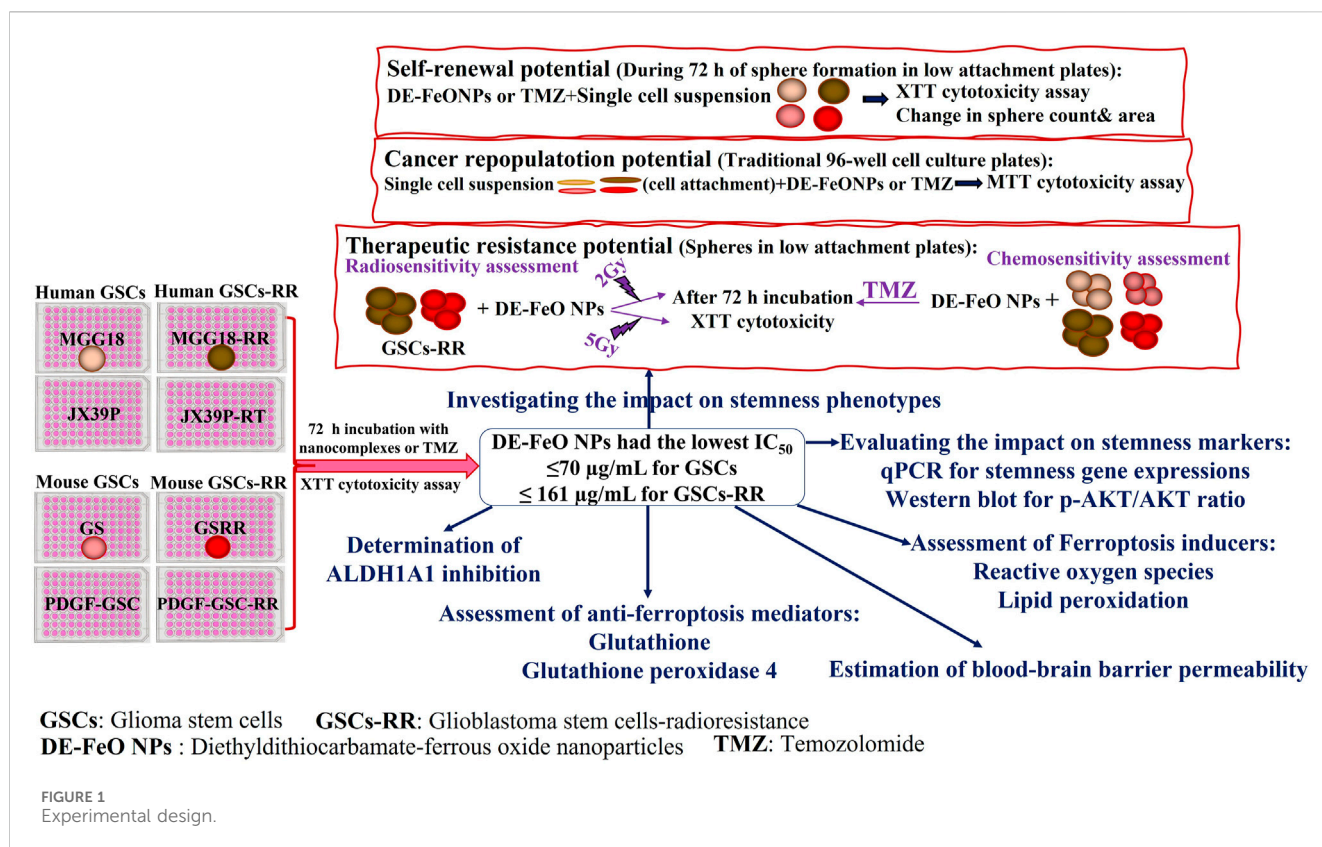 Self-renewal potential (During 72 h of sphere formation in low attachment plates):
DE-FeONPs or TMZ+Single cell suspension
XTT cytotoxicity assay
Change in sphere count& area
Cancer repopulatotion potential (Traditional 96-well cell culture plates):
Single cell suspension (cell attachment)+DE-FeONPs or TMZ MTT cytotoxicity assay
Therapeutic resistance potential (Spheres in low attachment plates):
Radiosensitivity assessment
Chemosensitivity assessment
2Gy
+ DE-FeO NPs
After 72 h incubation
XTT cytotoxicity
TMZ
DE-FeO NPs +
5Gy
GSCs-RR
Human GSCs
Human GSCs-RR
MGG18
MGG18-RR
JX39P
JX39P-RT
Mouse GSCs
Mouse GSCs-RR
GS
GSRR
PDGF-GSC
PDGF-GSC-RR
72 h incubation with
nanocomplexes or TMZ
XTT cytotoxicity assay
Investigating the impact on stemness phenotypes
DE-FeO NPs had the lowest IC50
≤70 µg/mL for GSCs
≤ 161 µg/mL for GSCs-RR
Evaluating the impact on stemness markers:
qPCR for stemness gene expressions
Western blot for p-AKT/AKT ratio
Determination of
ALDH1A1 inhibition
Assessment of anti-ferroptosis mediators:
Glutathione
Glutathione peroxidase 4
Assessment of Ferroptosis inducers:
Reactive oxygen species
Lipid peroxidation
Estimation of blood-brain barrier permeability
GSCs: Glioma stem cells GSCs-RR: Glioblastoma stem cells-radioresistance
DE-FeO NPs : Diethyldithiocarbamate-ferrous oxide nanoparticles TMZ: Temozolomide
FIGURE 1
Experimental design.